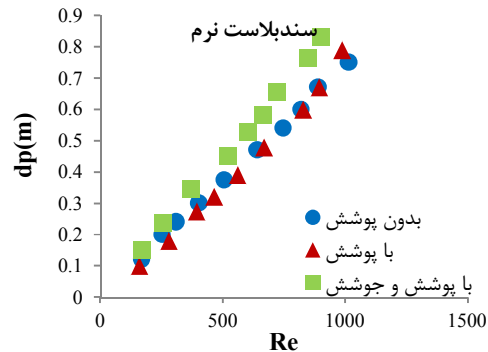 سندبلاست نرم
dp(m)
0.9
0.8
0.7
0.6
0.5
0.4
0.3
0.2
0.1
0
بدون پوشش
با پوشش
با پوشش و جوشش
0 500 1000 1500
Re